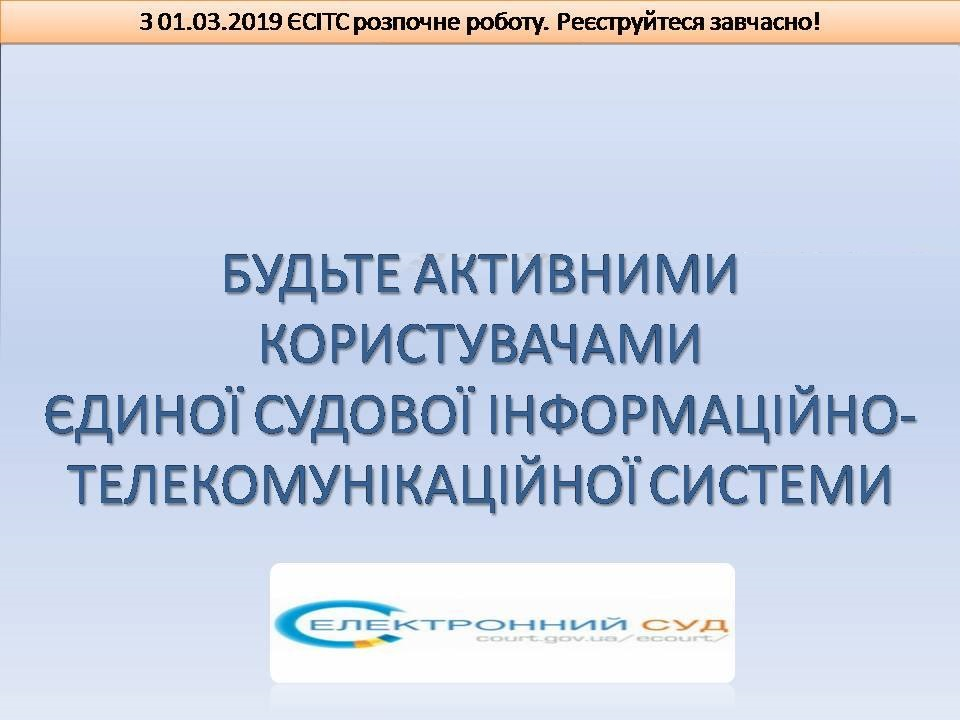 З 01.03.2019 ЄСІТС розпочне роботу. Реєструйтеся завчасно!
БУДЬТЕ АКТИВНИМИ
КОРИСТУВАЧАМИ
ЄДИНОЇ СУДОВОЇ ІНФОРМАЦІЙНО-
ТЕЛЕКОМУНІКАЦІЙНОЇ СИСТЕМИ
ЕЛЕКТРОННИЙ СУД
court.gov.ua/ecourt/